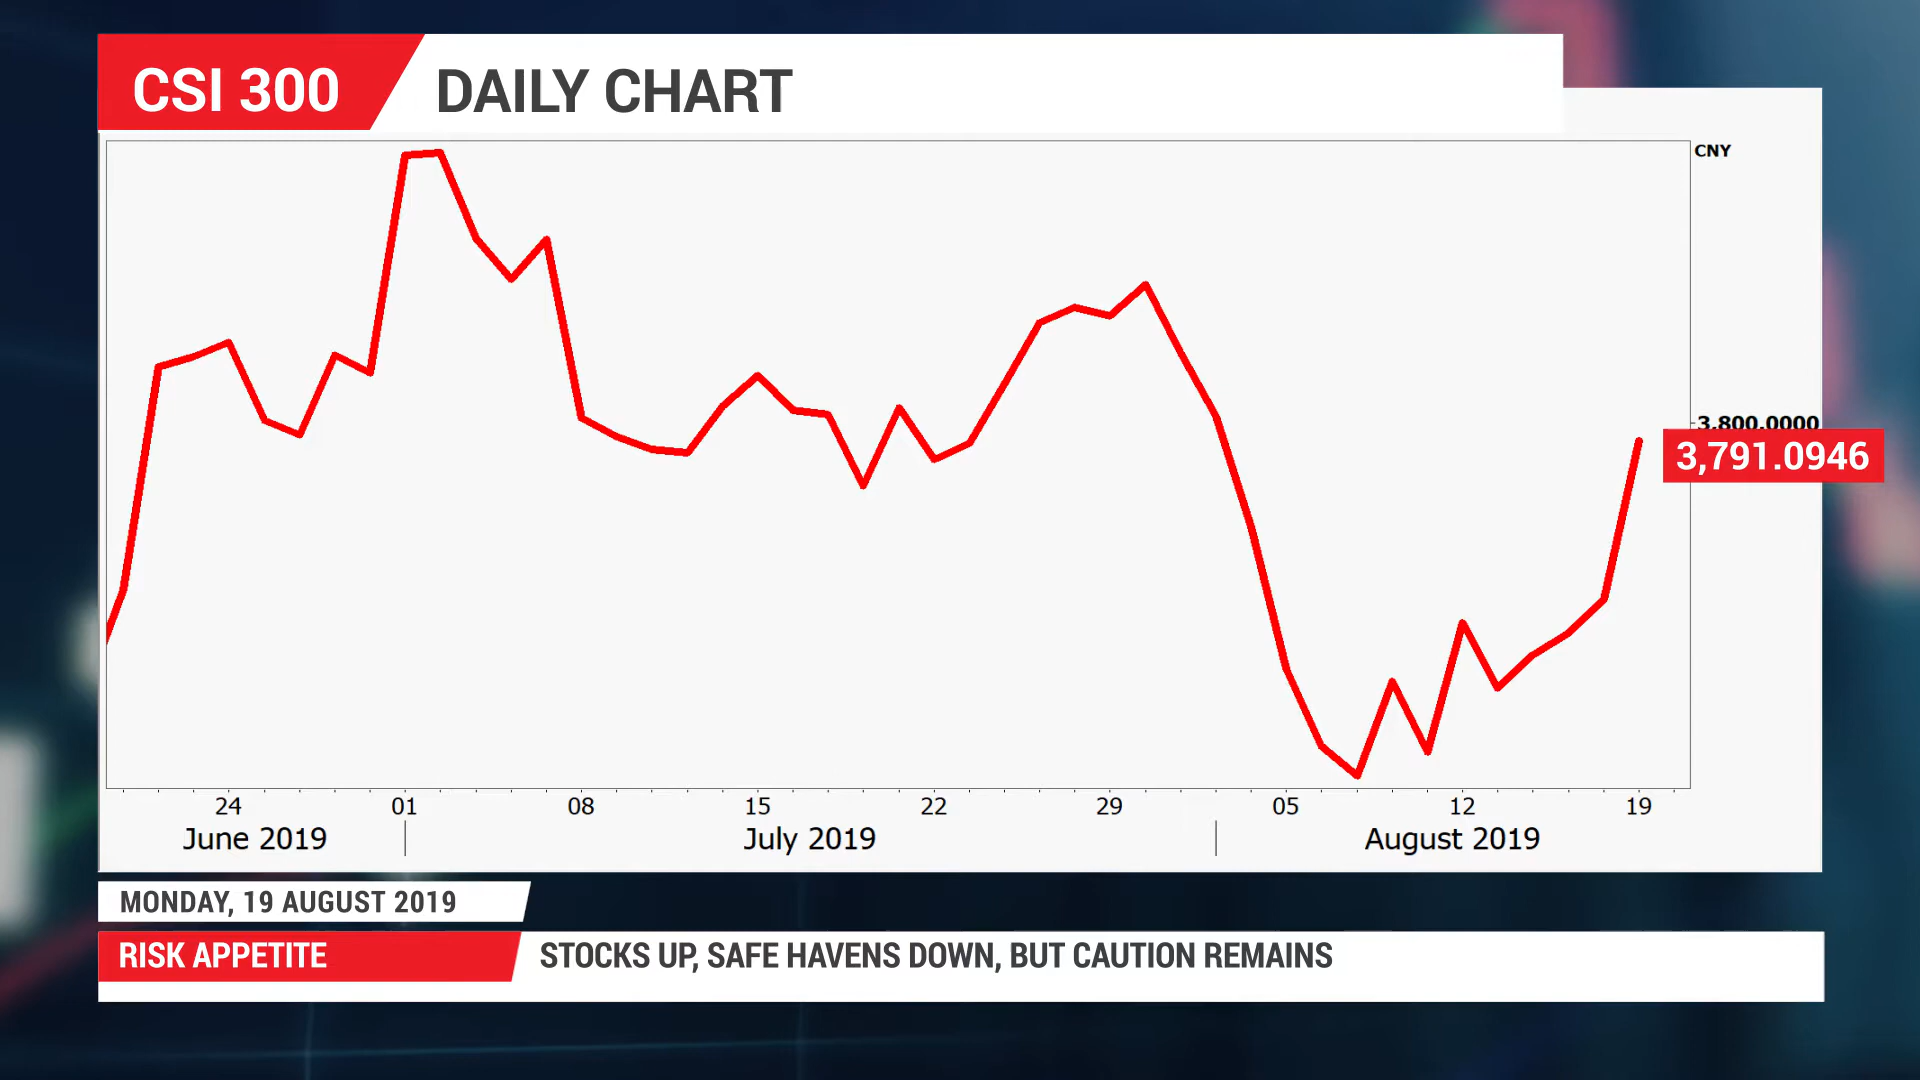 CSI 300 DAILY CHART
CNY
3,800.0000
3,791.0946
24 01 08 15 22 29 05 12 19
June 2019 July 2019 August 2019
MONDAY, 19 AUGUST 2019
RISK APPETITE STOCKS UP, SAFE HAVENS DOWN, BUT CAUTION REMAINS